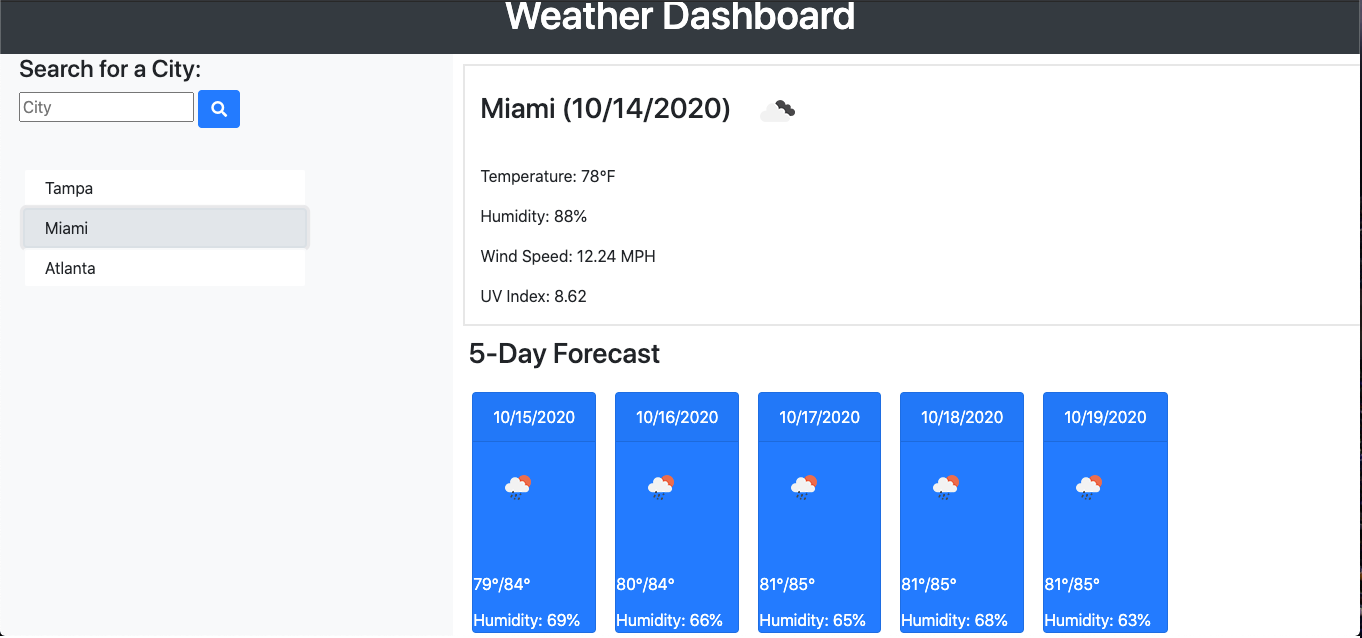 Weather Dashboard
Search for a City:
City
Tampa
Miami
Atlanta
Miami (10/14/2020)
Temperature: 78°F
Humidity: 88%
Wind Speed: 12.24 MPH
UV Index: 8.62
5-Day Forecast
10/15/2020
79°/84°
Humidity: 69%
10/16/2020
80°/84°
Humidity: 66%
10/17/2020
81°/85°
Humidity: 65%
10/18/2020
81°/85°
Humidity: 68%
10/19/2020
81°/85°
Humidity: 63%